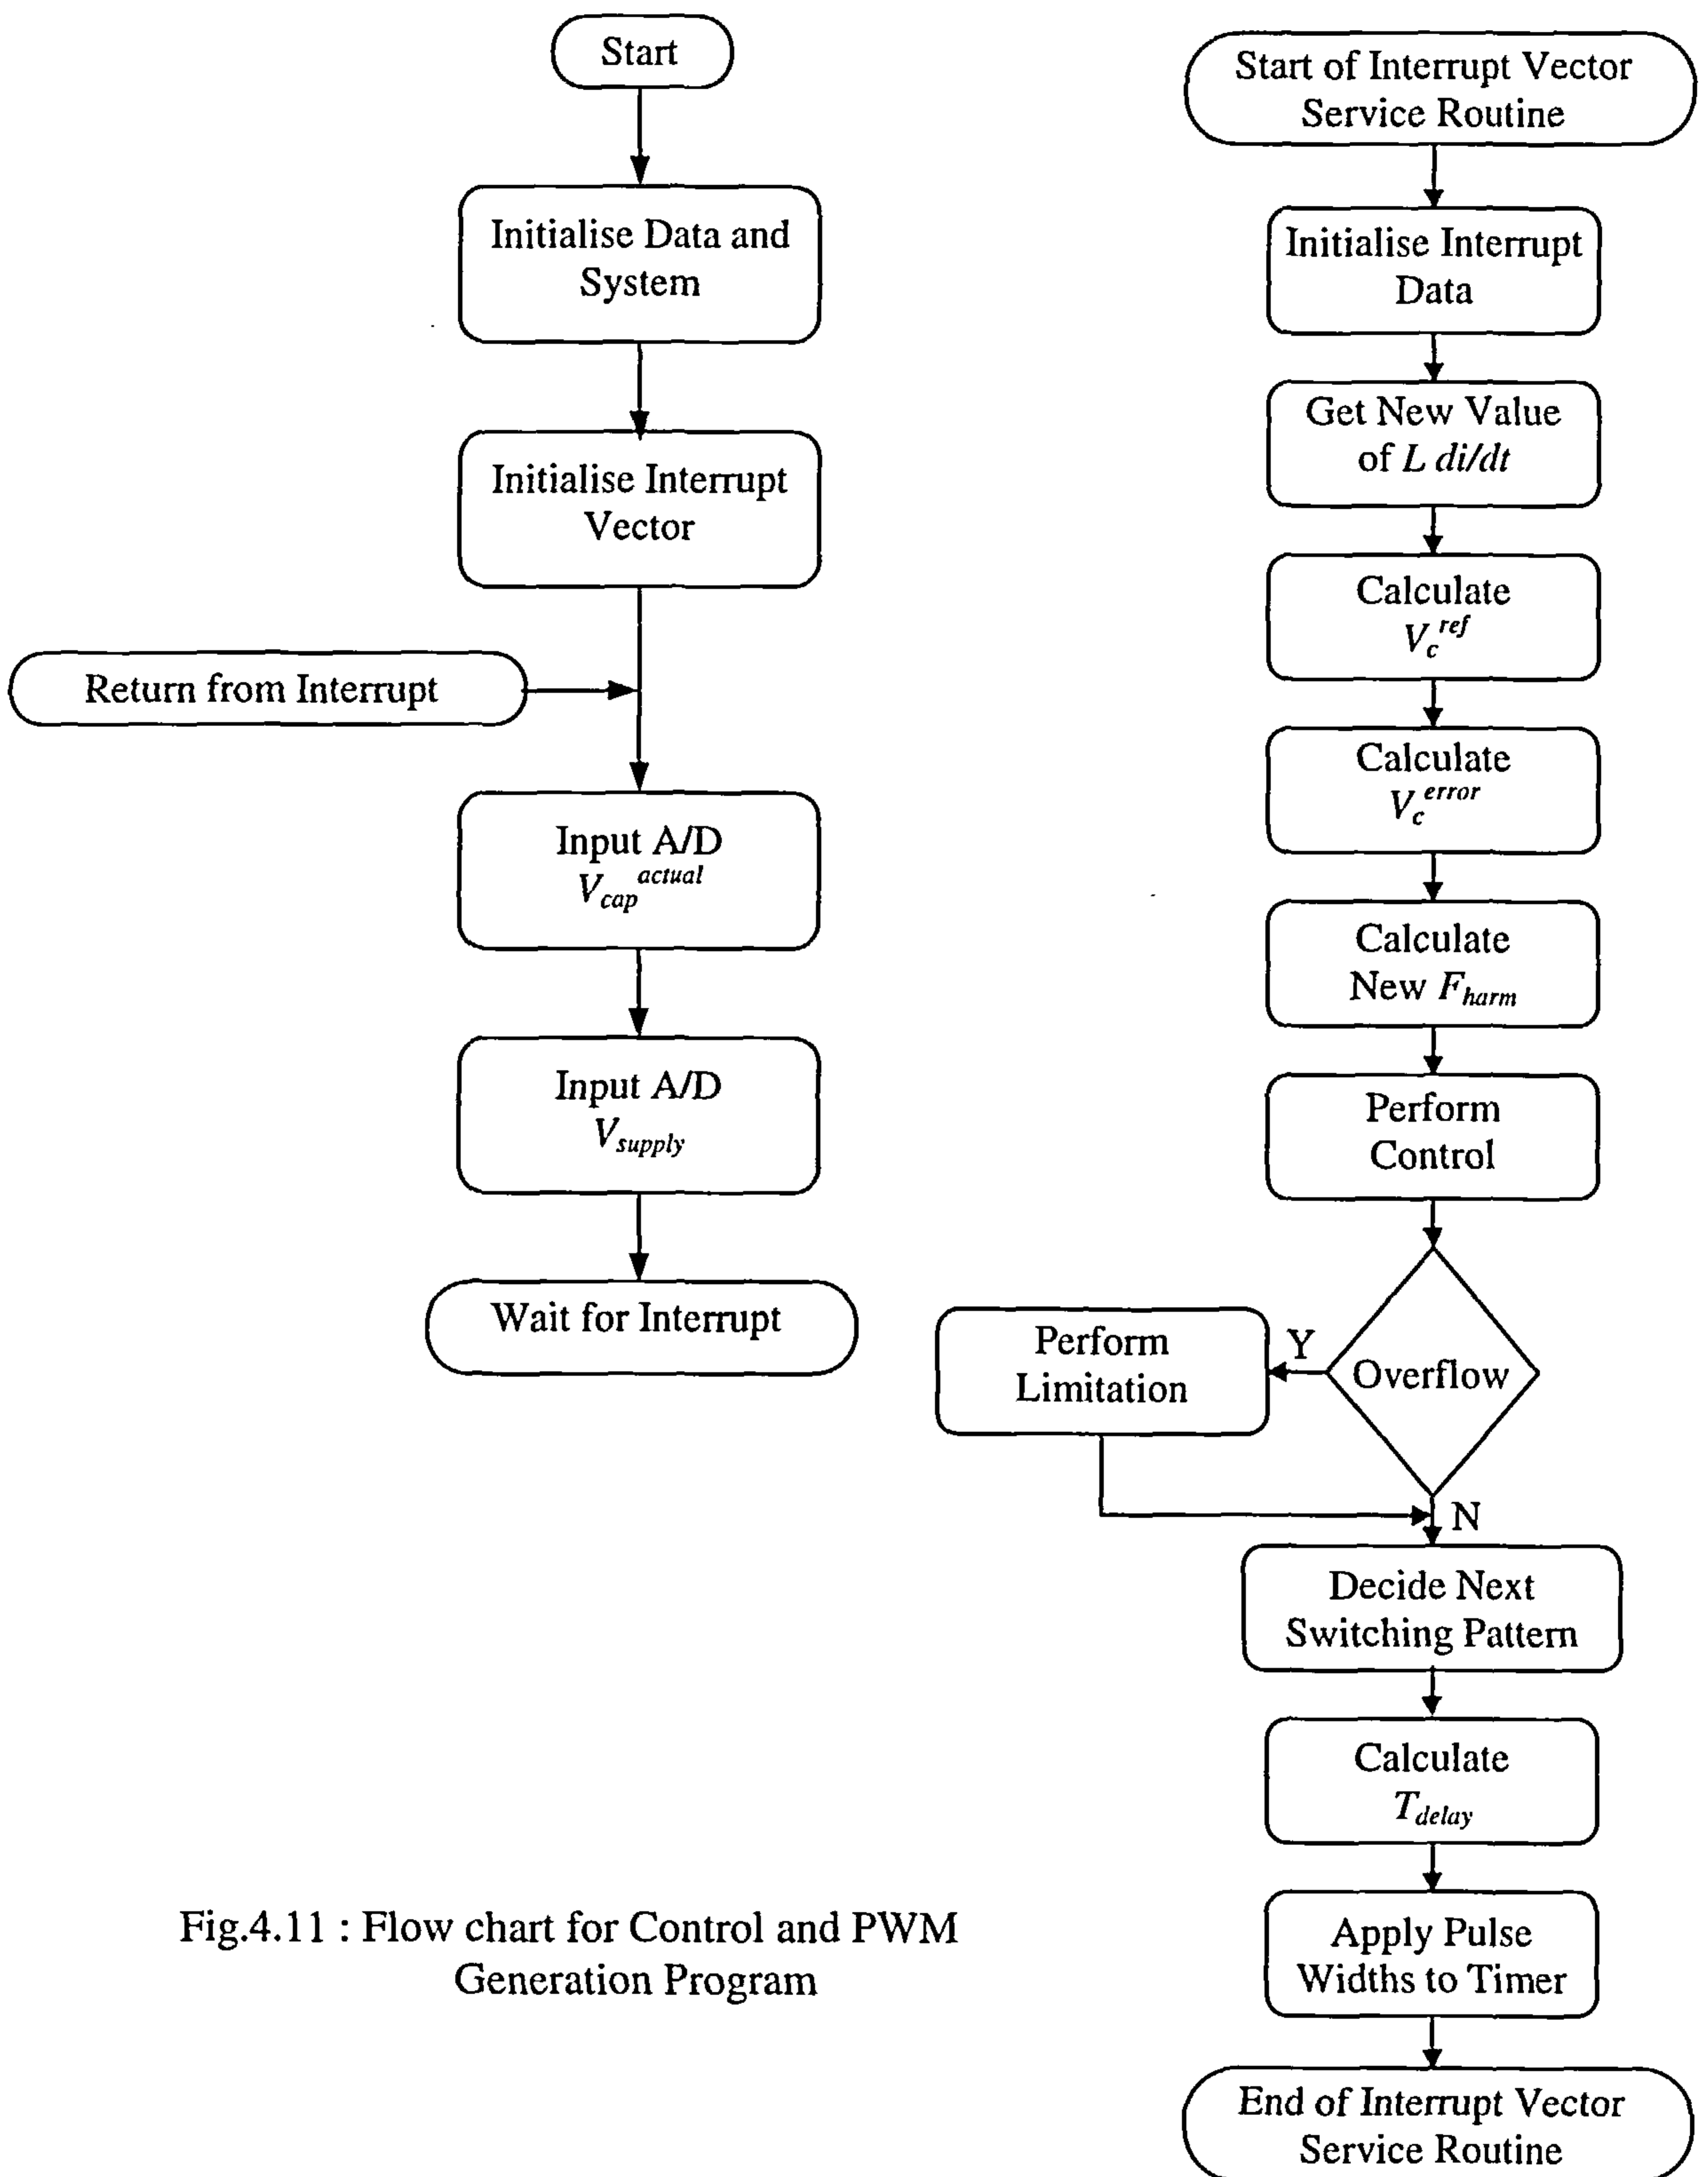 Start
Initialise Data and
System
Initialise Interrupt
Vector
Return from Interrupt
Input A/D
V_cap^actual
Input A/D
V_supply
Wait for Interrupt
Start of Interrupt Vector
Service Routine
Initialise Interrupt
Data
Get New Value
of L di/dt
Calculate
V_c^ref
Calculate
V_c^error
Calculate
New F_harm
Perform
Control
Overflow
Y
Perform
Limitation
N
Decide Next
Switching Pattern
Calculate
T_delay
Apply Pulse
Widths to Timer
End of Interrupt Vector
Service Routine
Fig.4.11 : Flow chart for Control and PWM
Generation Program